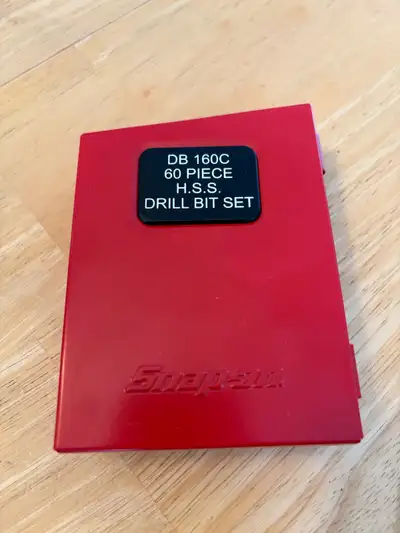 DB 160C
60 PIECE
H.S.S.
DRILL BIT SET
Snap-on